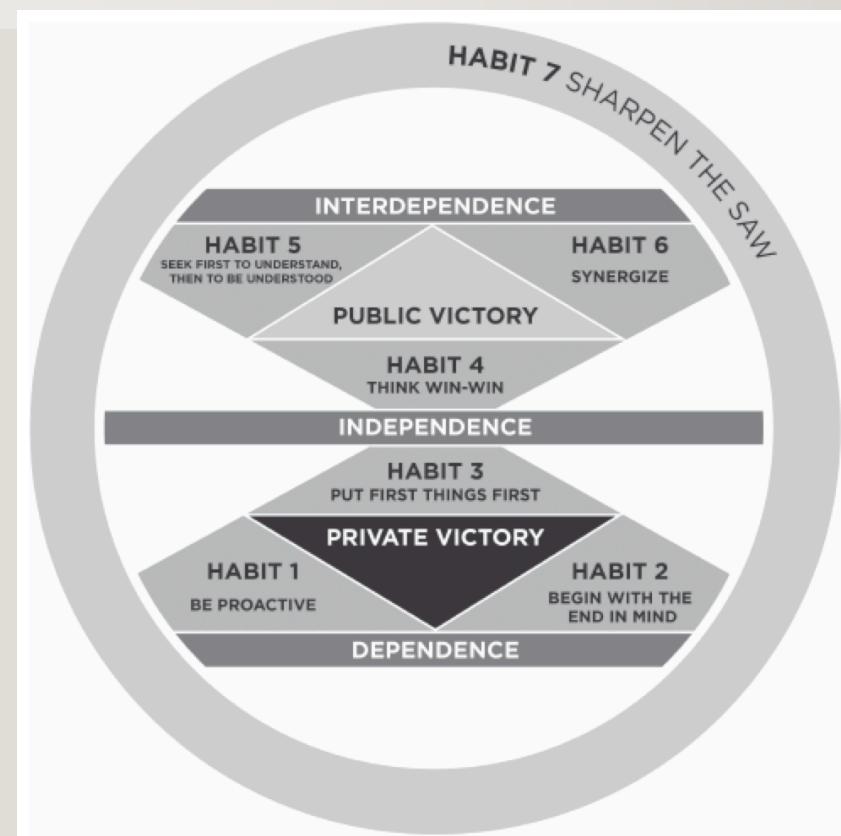 HABIT 7 SHARPEN THE SAW
INTERDEPENDENCE
HABIT 5
SEEK FIRST TO UNDERSTAND,
THEN TO BE UNDERSTOOD
HABIT 6
SYNERGIZE
PUBLIC VICTORY
HABIT 4
THINK WIN-WIN
INDEPENDENCE
HABIT 3
PUT FIRST THINGS FIRST
PRIVATE VICTORY
HABIT 1
BE PROACTIVE
HABIT 2
BEGIN WITH THE
END IN MIND
DEPENDENCE